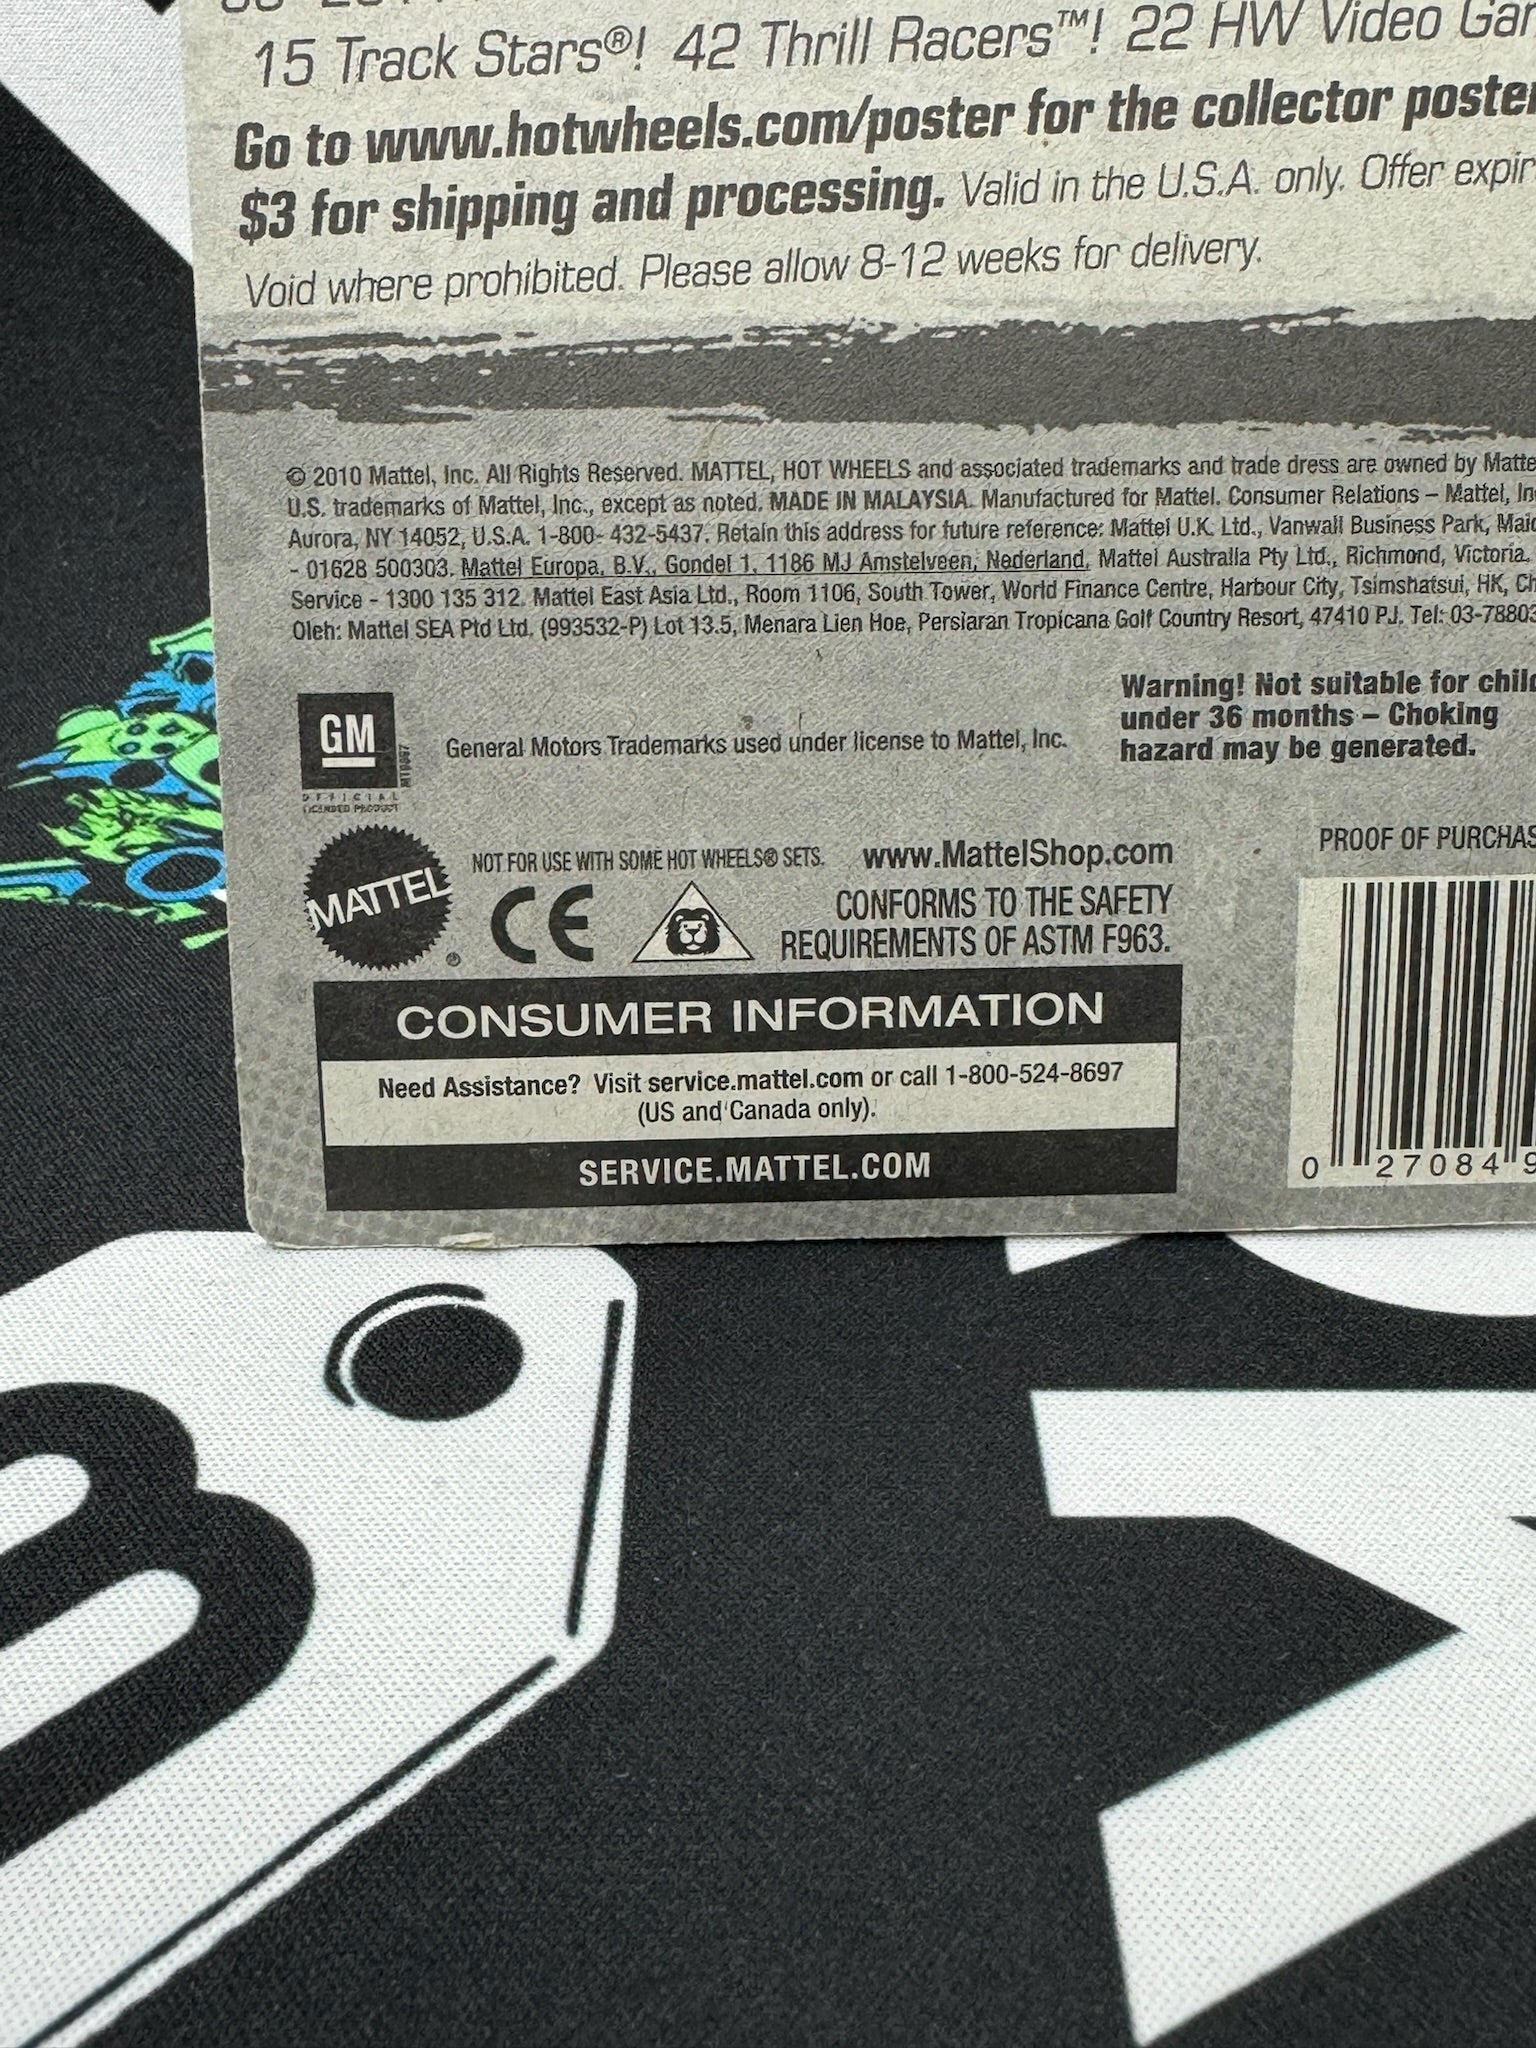 15 Track Stars®! 42 Thrill Racers™! 22 HW Video
Go to www.hotwheels.com/poster for the collector poster
$3 for shipping and processing. Valid in the U.S.A. only. Offer
Void where prohibited. Please allow 8-12 weeks for delivery.
© 2010 Mattel, Inc. All Rights Reserved. MATTEL, HOT WHEELS and associated trademarks and trade dress are owned by
U.S. trademarks of Mattel, Inc., except as noted. MADE IN MALAYSIA. Manufactured for Mattel. Consumer Relations – Mattel,
Aurora, NY 14052, U.S.A. 1-800- 432-5437. Retain this address for future reference: Mattel U.K. Ltd., Vanwall Business Park,
- 01628 500303. Mattel Europa, B.V., Gondel 1, 1186 MJ Amstelveen, Nederland. Mattel Australia Pty Ltd., Richmond, Victoria.
Service - 1300 135 312. Mattel East Asia Ltd., Room 1106, South Tower, World Finance Centre, Harbour City, Tsimshatsui, HK,
Oleh: Mattel SEA Ptd Ltd. (993532-P) Lot 13.5, Menara Lien Hoe, Persiaran Tropicana Golf Country Resort, 47410 PJ. Tel: 03-78803
GM
OFFICIAL
LICENSED PRODUCT
General Motors Trademarks used under license to Mattel, Inc.
Warning! Not suitable for
under 36 months – Choking
hazard may be generated.
MATTEL®
NOT FOR USE WITH SOME HOT WHEELS® SETS.
CE
www.MattelShop.com
CONFORMS TO THE SAFETY
REQUIREMENTS OF ASTM F963.
PROOF OF
0 27084 9
CONSUMER INFORMATION
Need Assistance? Visit service.mattel.com or call 1-800-524-8697
(US and Canada only).
SERVICE.MATTEL.COM